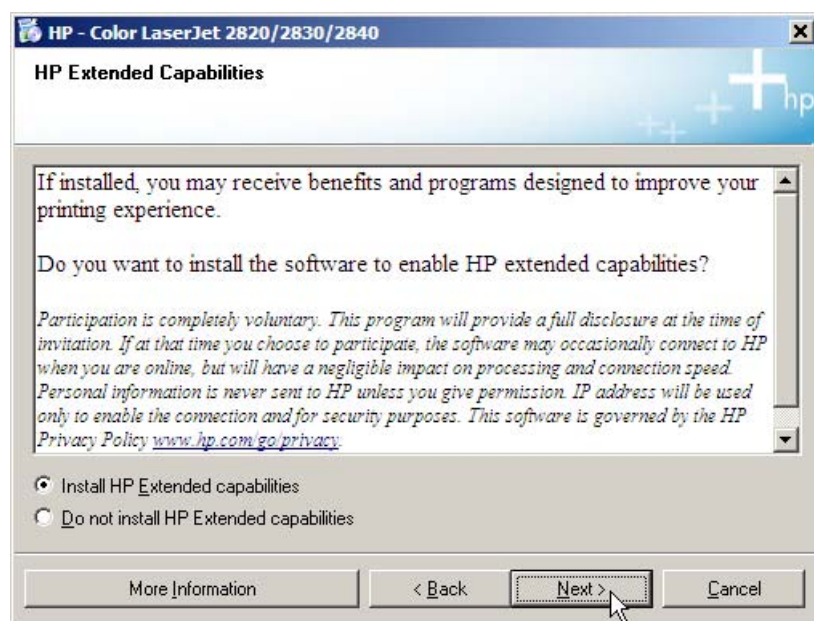 HP - Color LaserJet 2820/2830/2840
HP Extended Capabilities
hp
If installed, you may receive benefits and programs designed to improve your
printing experience.
Do you want to install the software to enable HP extended capabilities?
Participation is completely voluntary. This program will provide a full disclosure at the time of
invitation. If at that time you choose to participate, the software may occasionally connect to HP
when you are online, but will have a negligible impact on processing and connection speed.
Personal information is never sent to HP unless you give permission. IP address will be used
only to enable the connection and for security purposes. This software is governed by the HP
Privacy Policy www.hp.com/go/privacy.
Install HP Extended capabilities
Do not install HP Extended capabilities
More Information < Back Next > Cancel